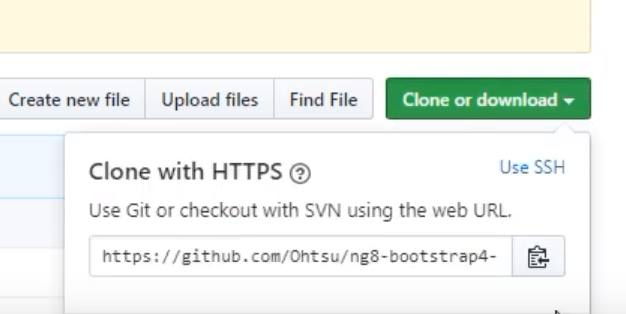 Create new file Upload files Find File Clone or download
Clone with HTTPS Use SSH
Use Git or checkout with SVN using the web URL.
https://github.com/Ohtsu/ng8-bootstrap4-